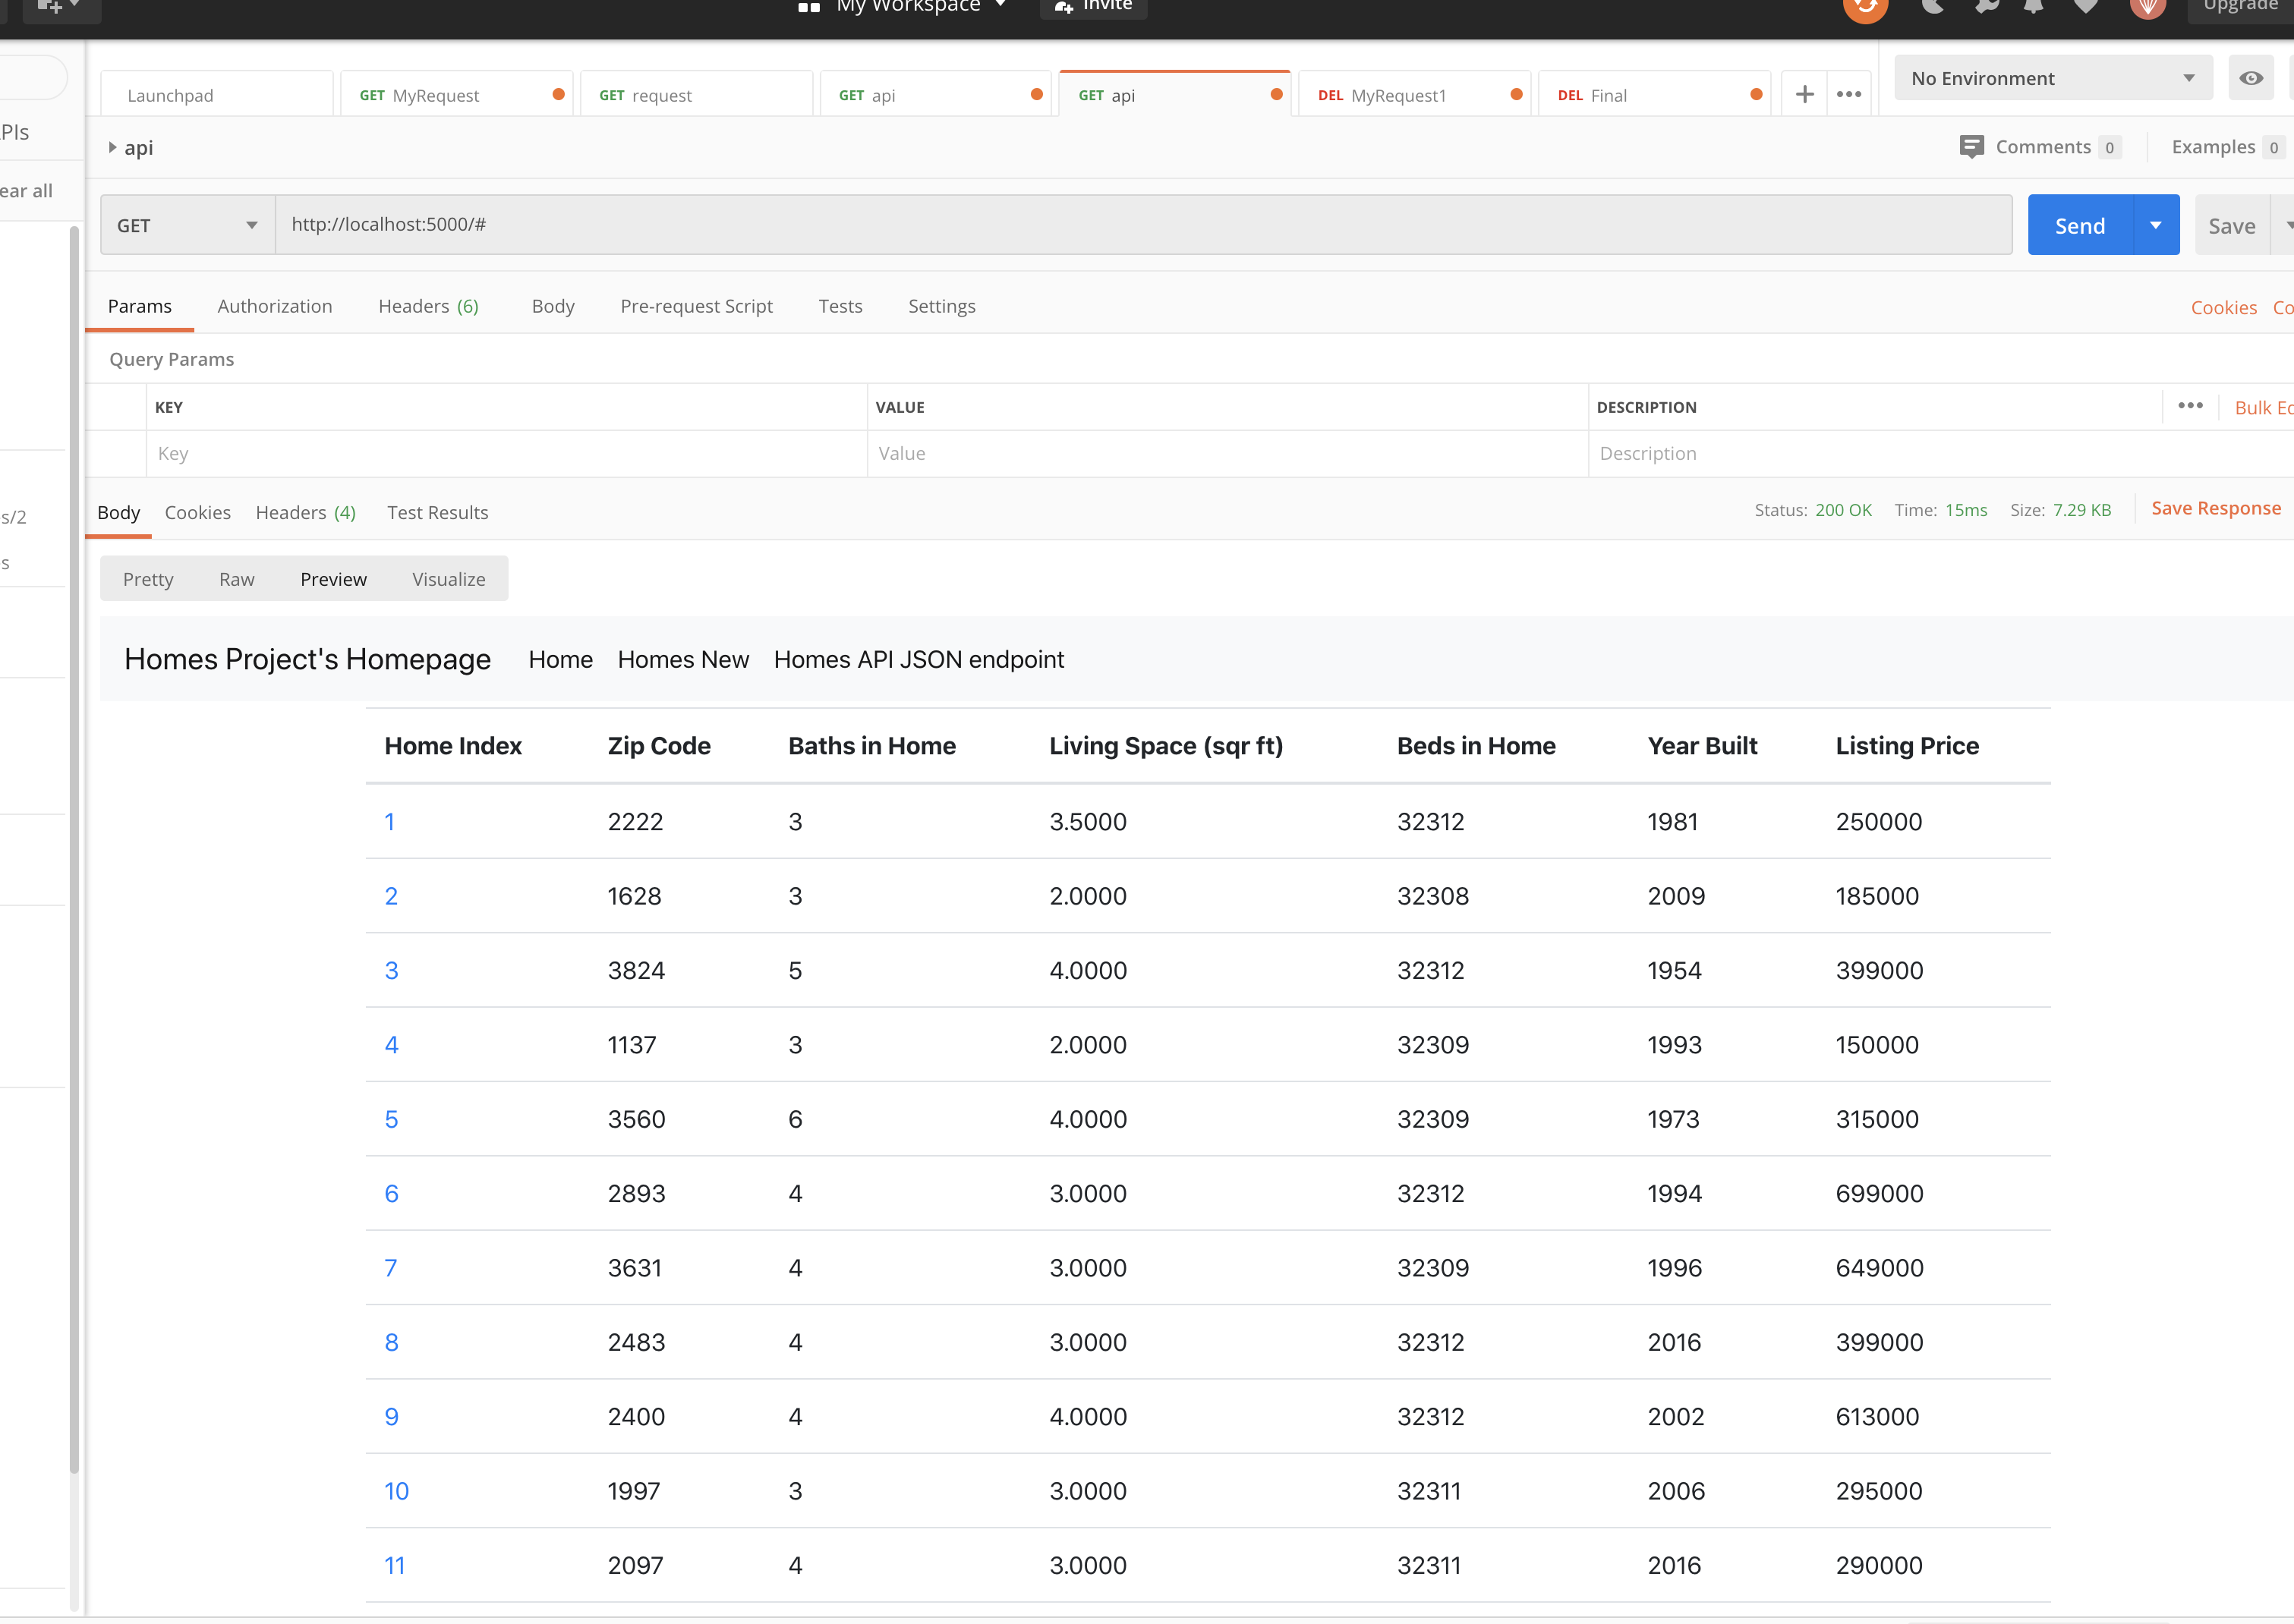 My Workspace Invite Upgrade
Launchpad GET MyRequest GET request GET api GET api DEL MyRequest1 DEL Final No Environment
PIs
api Comments 0 Examples 0
ear all
GET http://localhost:5000/# Send Save
Params Authorization Headers (6) Body Pre-request Script Tests Settings Cookies Co
Query Params
KEY VALUE DESCRIPTION Bulk Ed
Key Value Description
s/2
Body Cookies Headers (4) Test Results Status: 200 OK Time: 15ms Size: 7.29 KB Save Response
s
Pretty Raw Preview Visualize
Homes Project's Homepage Home Homes New Homes API JSON endpoint
Home Index Zip Code Baths in Home Living Space (sqr ft) Beds in Home Year Built Listing Price
1 2222 3 3.5000 32312 1981 250000
2 1628 3 2.0000 32308 2009 185000
3 3824 5 4.0000 32312 1954 399000
4 1137 3 2.0000 32309 1993 150000
5 3560 6 4.0000 32309 1973 315000
6 2893 4 3.0000 32312 1994 699000
7 3631 4 3.0000 32309 1996 649000
8 2483 4 3.0000 32312 2016 399000
9 2400 4 4.0000 32312 2002 613000
10 1997 3 3.0000 32311 2006 295000
11 2097 4 3.0000 32311 2016 290000